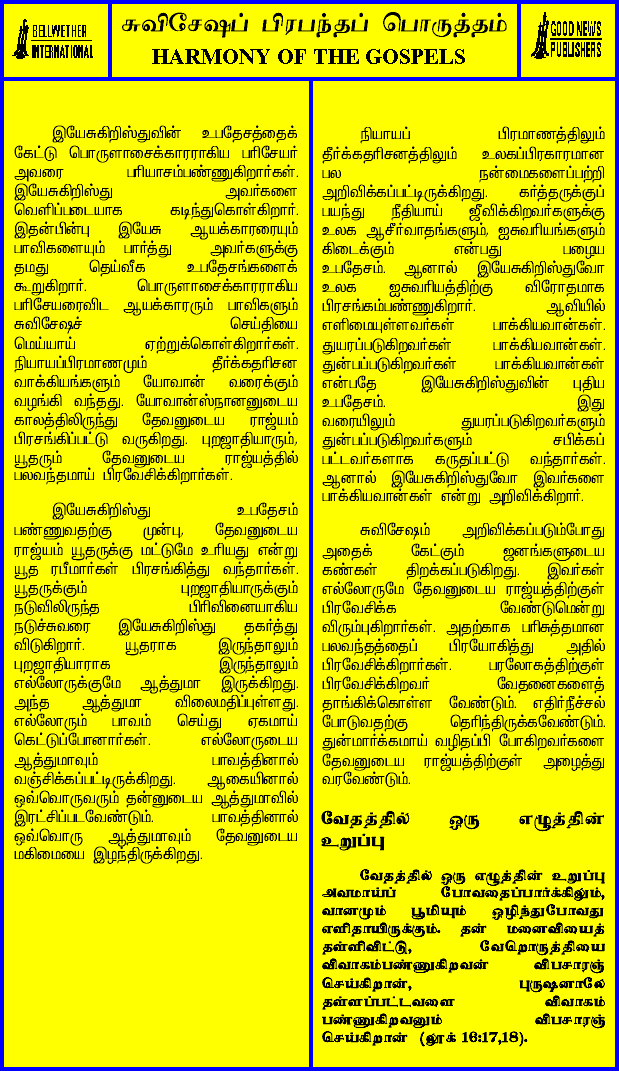 BELLWETHER
INTERNATIONAL
சுவிசேஷப் பிரபந்தப் பொருத்தம்
HARMONY OF THE GOSPELS
GOOD NEWS
PUBLISHERS
இயேசுகிறிஸ்துவின் உபதேசத்தைக்
கேட்டு பொருளாசைக்காரராகிய பரிசேயர்
அவரை பரியாசம்பண்ணுகிறார்கள்.
இயேசுகிறிஸ்து அவர்களை
வெளிப்படையாக கடிந்துகொள்கிறார்.
இதன்பின்பு இயேசு ஆயக்காரரையும்
பாவிகளையும் பார்த்து அவர்களுக்கு
தமது தெய்வீக உபதேசங்களைக்
கூறுகிறார். பொருளாசைக்காரராகிய
பரிசேயரைவிட ஆயக்காரரும் பாவிகளும்
சுவிசேஷச் செய்தியை
மெய்யாய் ஏற்றுக்கொள்கிறார்கள்.
நியாயப்பிரமாணமும் தீர்க்கதரிசன
வாக்கியங்களும் யோவான் வரைக்கும்
வழங்கி வந்தது. யோவான்ஸ்நானனுடைய
காலத்திலிருந்து தேவனுடைய ராஜ்யம்
பிரசங்கிப்பட்டு வருகிறது. புறஜாதியாரும்,
யூதரும் தேவனுடைய ராஜ்யத்தில்
பலவந்தமாய் பிரவேசிக்கிறார்கள்.
இயேசுகிறிஸ்து உபதேசம்
பண்ணுவதற்கு முன்பு, தேவனுடைய
ராஜ்யம் யூதருக்கு மட்டுமே உரியது என்று
யூத ரபீமார்கள் பிரசங்கித்து வந்தார்கள்.
யூதருக்கும் புறஜாதியாருக்கும்
நடுவிலிருந்த பிரிவினையாகிய
நடுச்சுவரை இயேசுகிறிஸ்து தகர்த்து
விடுகிறார். யூதராக இருந்தாலும்
புறஜாதியாராக இருந்தாலும்
எல்லோருக்குமே ஆத்துமா இருக்கிறது.
அந்த ஆத்துமா விலைமதிப்புள்ளது.
எல்லோரும் பாவம் செய்து ஏகமாய்
கெட்டுப்போனார்கள். எல்லோருடைய
ஆத்துமாவும் பாவத்தினால்
வஞ்சிக்கப்பட்டிருக்கிறது. ஆகையினால்
ஒவ்வொருவரும் தன்னுடைய ஆத்துமாவில்
இரட்சிப்படவேண்டும். பாவத்தினால்
ஒவ்வொரு ஆத்துமாவும் தேவனுடைய
மகிமையை இழந்திருக்கிறது.
நியாயப் பிரமாணத்திலும்
தீர்க்கதரிசனத்திலும் உலகப்பிரகாரமான
பல நன்மைகளைப்பற்றி
அறிவிக்கப்பட்டிருக்கிறது. கர்த்தருக்குப்
பயந்து நீதியாய் ஜீவிக்கிறவர்களுக்கு
உலக ஆசீர்வாதங்களும், ஐசுவரியங்களும்
கிடைக்கும் என்பது பழைய
உபதேசம். ஆனால் இயேசுகிறிஸ்துவோ
உலக ஐசுவரியத்திற்கு விரோதமாக
பிரசங்கம்பண்ணுகிறார். ஆவியில்
எளிமையுள்ளவர்கள் பாக்கியவான்கள்.
துயரப்படுகிறவர்கள் பாக்கியவான்கள்.
துன்பப்படுகிறவர்கள் பாக்கியவான்கள்
என்பதே இயேசுகிறிஸ்துவின் புதிய
உபதேசம். இது
வரையிலும் துயரப்படுகிறவர்களும்
துன்பப்படுகிறவர்களும் சபிக்கப்
பட்டவர்களாக கருதப்பட்டு வந்தார்கள்.
ஆனால் இயேசுகிறிஸ்துவோ இவர்களை
பாக்கியவான்கள் என்று அறிவிக்கிறார்.
சுவிசேஷம் அறிவிக்கப்படும்போது
அதைக் கேட்கும் ஜனங்களுடைய
கண்கள் திறக்கப்படுகிறது. இவர்கள்
எல்லோருமே தேவனுடைய ராஜ்யத்திற்குள்
பிரவேசிக்க வேண்டுமென்று
விரும்புகிறார்கள். அதற்காக பரிசுத்தமான
பலவந்தத்தைப் பிரயோகித்து அதில்
பிரவேசிக்கிறார்கள். பரலோகத்திற்குள்
பிரவேசிக்கிறவர் வேதனைகளைத்
தாங்கிக்கொள்ள வேண்டும். எதிர்நீச்சல்
போடுவதற்கு தெரிந்திருக்கவேண்டும்.
துன்மார்க்கமாய் வழிதப்பி போகிறவர்களை
தேவனுடைய ராஜ்யத்திற்குள் அழைத்து
வரவேண்டும்.
வேதத்தில் ஒரு எழுத்தின்
உறுப்பு
வேதத்தில் ஒரு எழுத்தின் உறுப்பு
அவமாய்ப் போவதைப்பார்க்கிலும்,
வானமும் பூமியும் ஒழிந்துபோவது
எளிதாயிருக்கும். தன் மனைவியைத்
தள்ளிவிட்டு, வேறொருத்தியை
விவாகம்பண்ணுகிறவன் விபசாரஞ்
செய்கிறான், புருஷனாலே
தள்ளப்பட்டவளை விவாகம்
பண்ணுகிறவனும் விபசாரஞ்
செய்கிறான் (லூக் 16:17,18).